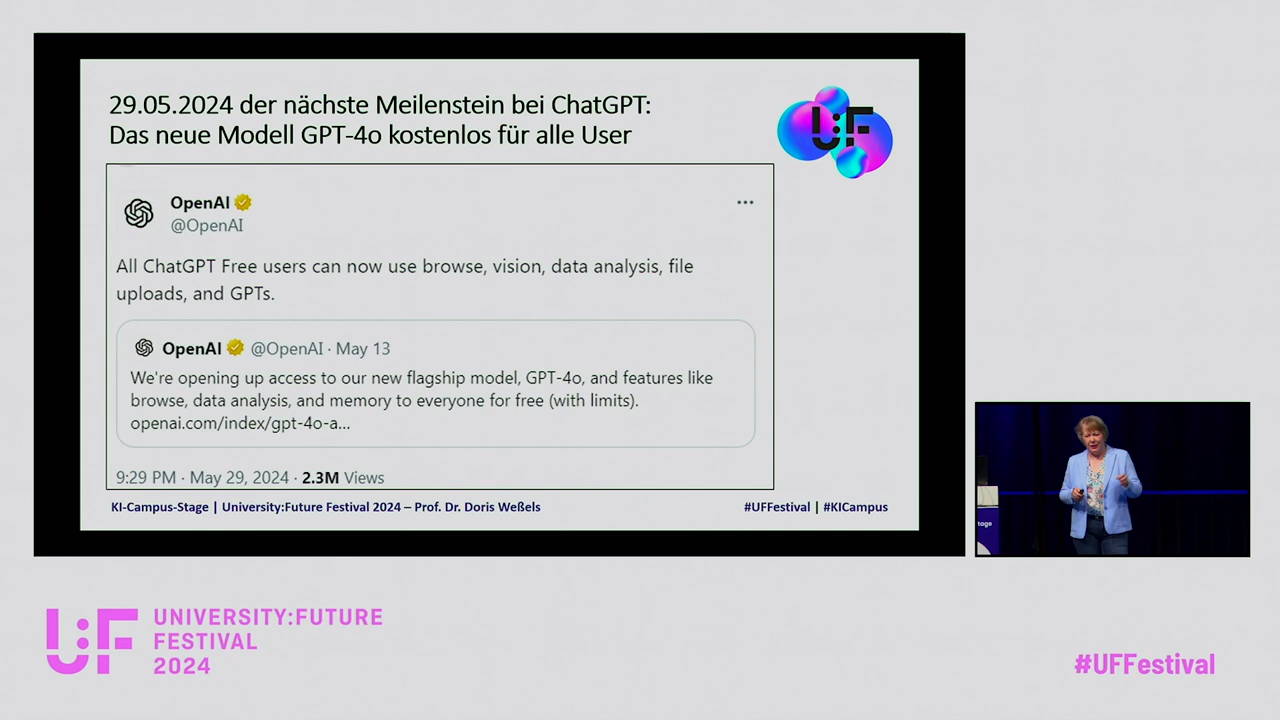 29.05.2024 der nächste Meilenstein bei ChatGPT:
Das neue Modell GPT-4o kostenlos für alle User
U:F
OpenAI
@OpenAI
All ChatGPT Free users can now use browse, vision, data analysis, file
uploads, and GPTs.
OpenAI @OpenAI · May 13
We're opening up access to our new flagship model, GPT-4o, and features like
browse, data analysis, and memory to everyone for free (with limits).
openai.com/index/gpt-4o-a...
9:29 PM · May 29, 2024 · 2.3M Views
KI-Campus-Stage | University:Future Festival 2024 – Prof. Dr. Doris Weßels
#UFFestival | #KICampus
tage
U:F
UNIVERSITY:FUTURE
FESTIVAL
2024
#UFFestival